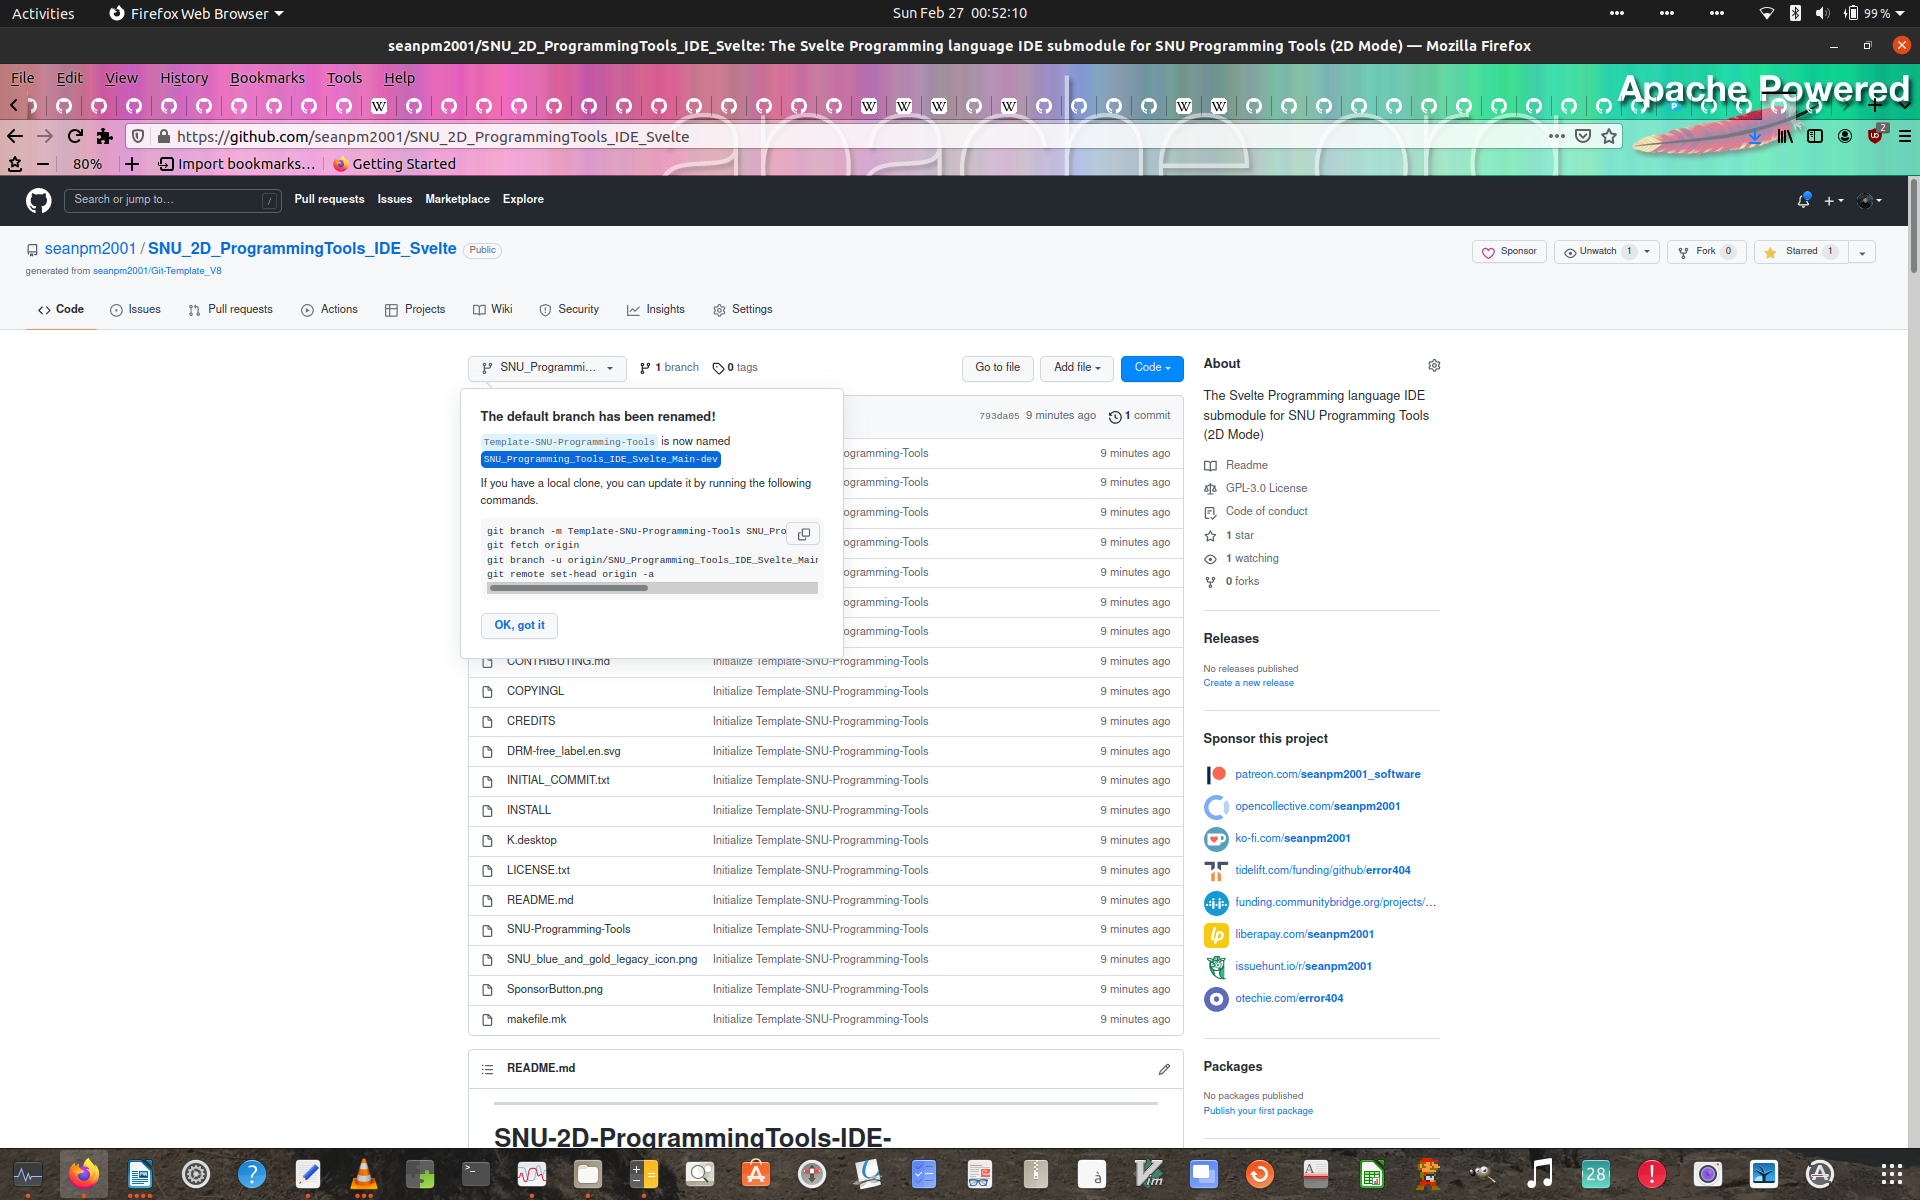 Activities
Firefox Web Browser
Sun Feb 27 00:52:10
99 %
seanpm2001/SNU_2D_ProgrammingTools_IDE_Svelte: The Svelte Programming language IDE submodule for SNU Programming Tools (2D Mode) — Mozilla Firefox
File Edit View History Bookmarks Tools Help
Apache Powered
https://github.com/seanpm2001/SNU_2D_ProgrammingTools_IDE_Svelte
2
80%
Import bookmarks...
Getting Started
Search or jump to...
/
Pull requests Issues Marketplace Explore
seanpm2001 / SNU_2D_ProgrammingTools_IDE_Svelte Public
generated from seanpm2001/Git-Template_V8
Sponsor
Unwatch 1
Fork 0
Starred 1
Code Issues Pull requests Actions Projects Wiki Security Insights Settings
SNU_Programmi...
1 branch
0 tags
Go to file
Add file
Code
The default branch has been renamed!
Template-SNU-Programming-Tools is now named
SNU_Programming_Tools_IDE_Svelte_Main-dev
If you have a local clone, you can update it by running the following
commands.
git branch -m Template-SNU-Programming-Tools SNU_Pro
git fetch origin
git branch -u origin/SNU_Programming_Tools_IDE_Svelte_Main
git remote set-head origin -a
OK, got it
793da05 9 minutes ago 1 commit
ogramming-Tools 9 minutes ago
ogramming-Tools 9 minutes ago
ogramming-Tools 9 minutes ago
ogramming-Tools 9 minutes ago
ogramming-Tools 9 minutes ago
ogramming-Tools 9 minutes ago
ogramming-Tools 9 minutes ago
CONTRIBUTING.md Initialize Template-SNU-Programming-Tools 9 minutes ago
COPYINGL Initialize Template-SNU-Programming-Tools 9 minutes ago
CREDITS Initialize Template-SNU-Programming-Tools 9 minutes ago
DRM-free_label.en.svg Initialize Template-SNU-Programming-Tools 9 minutes ago
INITIAL_COMMIT.txt Initialize Template-SNU-Programming-Tools 9 minutes ago
INSTALL Initialize Template-SNU-Programming-Tools 9 minutes ago
K.desktop Initialize Template-SNU-Programming-Tools 9 minutes ago
LICENSE.txt Initialize Template-SNU-Programming-Tools 9 minutes ago
README.md Initialize Template-SNU-Programming-Tools 9 minutes ago
SNU-Programming-Tools Initialize Template-SNU-Programming-Tools 9 minutes ago
SNU_blue_and_gold_legacy_icon.png Initialize Template-SNU-Programming-Tools 9 minutes ago
SponsorButton.png Initialize Template-SNU-Programming-Tools 9 minutes ago
makefile.mk Initialize Template-SNU-Programming-Tools 9 minutes ago
README.md
SNU-2D-ProgrammingTools-IDE-
About
The Svelte Programming language IDE
submodule for SNU Programming Tools
(2D Mode)
Readme
GPL-3.0 License
Code of conduct
1 star
1 watching
0 forks
Releases
No releases published
Create a new release
Sponsor this project
patreon.com/seanpm2001_software
opencollective.com/seanpm2001
ko-fi.com/seanpm2001
tidelift.com/funding/github/error404
funding.communitybridge.org/projects/...
liberapay.com/seanpm2001
issuehunt.io/r/seanpm2001
otechie.com/error404
Packages
No packages published
Publish your first package
28